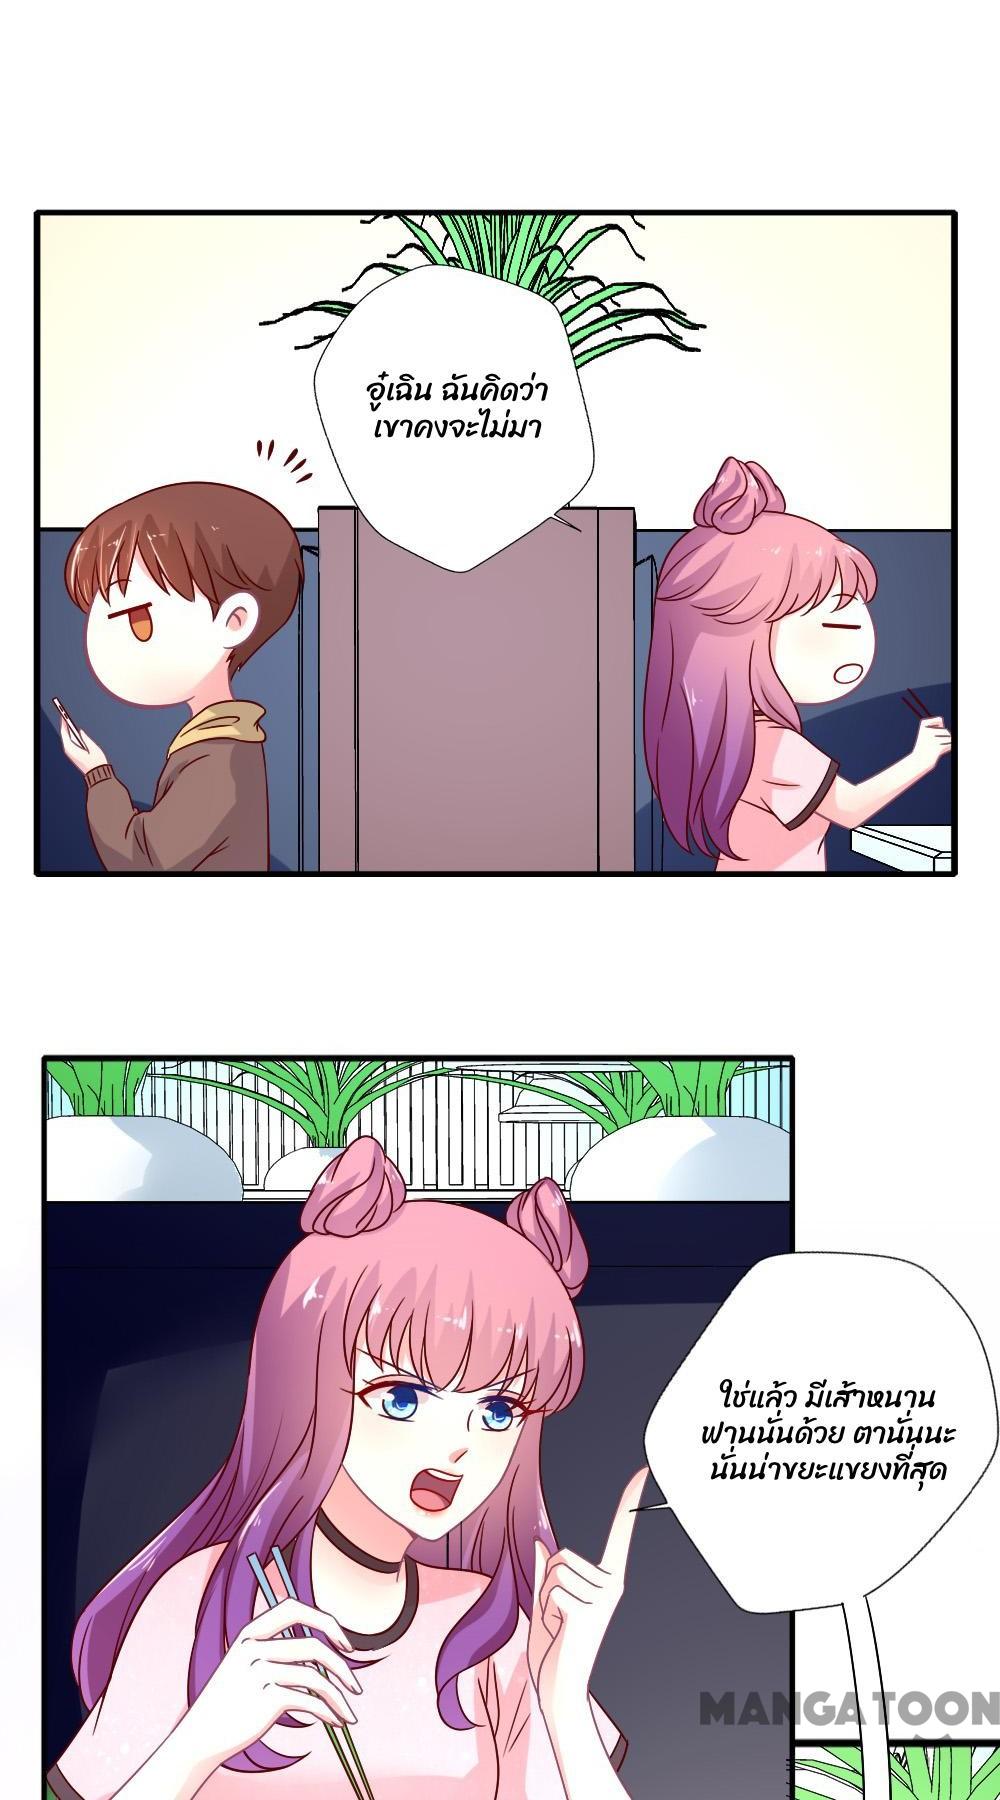 อู๋เฉิน ฉันคิดว่า
เขาคงจะไม่มา
ใช่แล้ว มีเส้าหนาน
ฟานนั่นด้วย ตานั่นนะ
นั่นน่าขยะแขยงที่สุด
MANGATOON